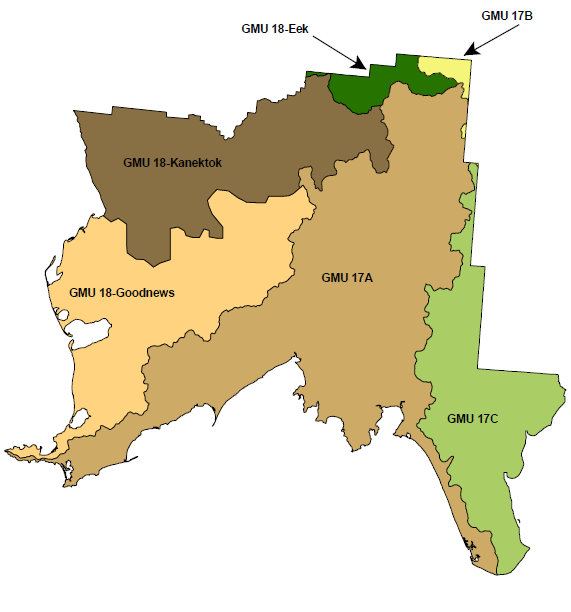 GMU 17B
GMU 18-Eek
GMU 18-Kanektok
GMU 17A
GMU 18-Goodnews
GMU 17C